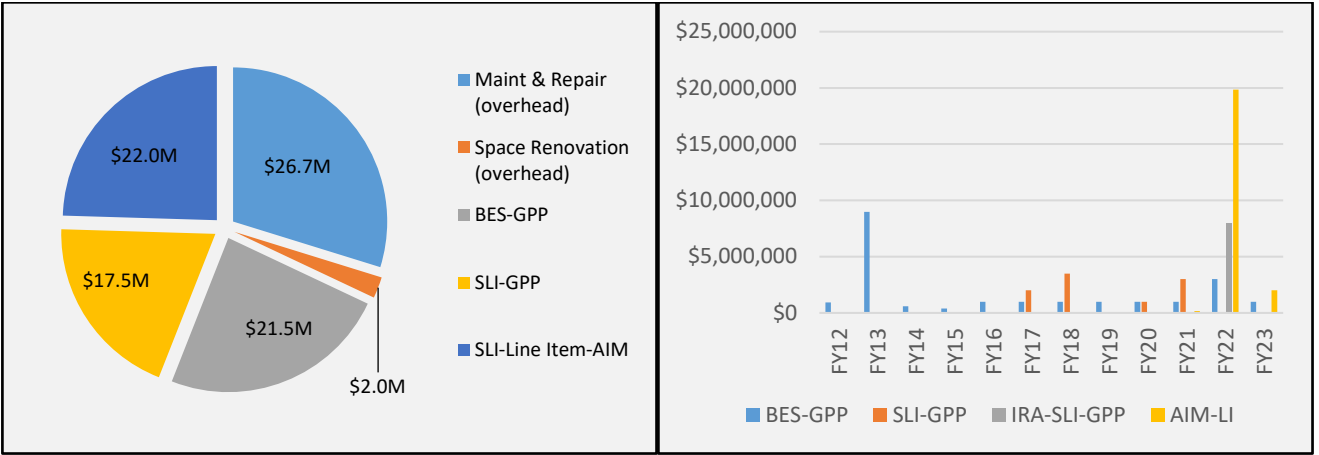 $22.0M
$26.7M
$17.5M
$21.5M
$2.0M
Maint & Repair
(overhead)
Space Renovation
(overhead)
BES-GPP
SLI-GPP
SLI-Line Item-AIM
$25,000,000
$20,000,000
$15,000,000
$10,000,000
$5,000,000
$0
FY12
FY13
FY14
FY15
FY16
FY17
FY18
FY19
FY20
FY21
FY22
FY23
BES-GPP SLI-GPP IRA-SLI-GPP AIM-LI